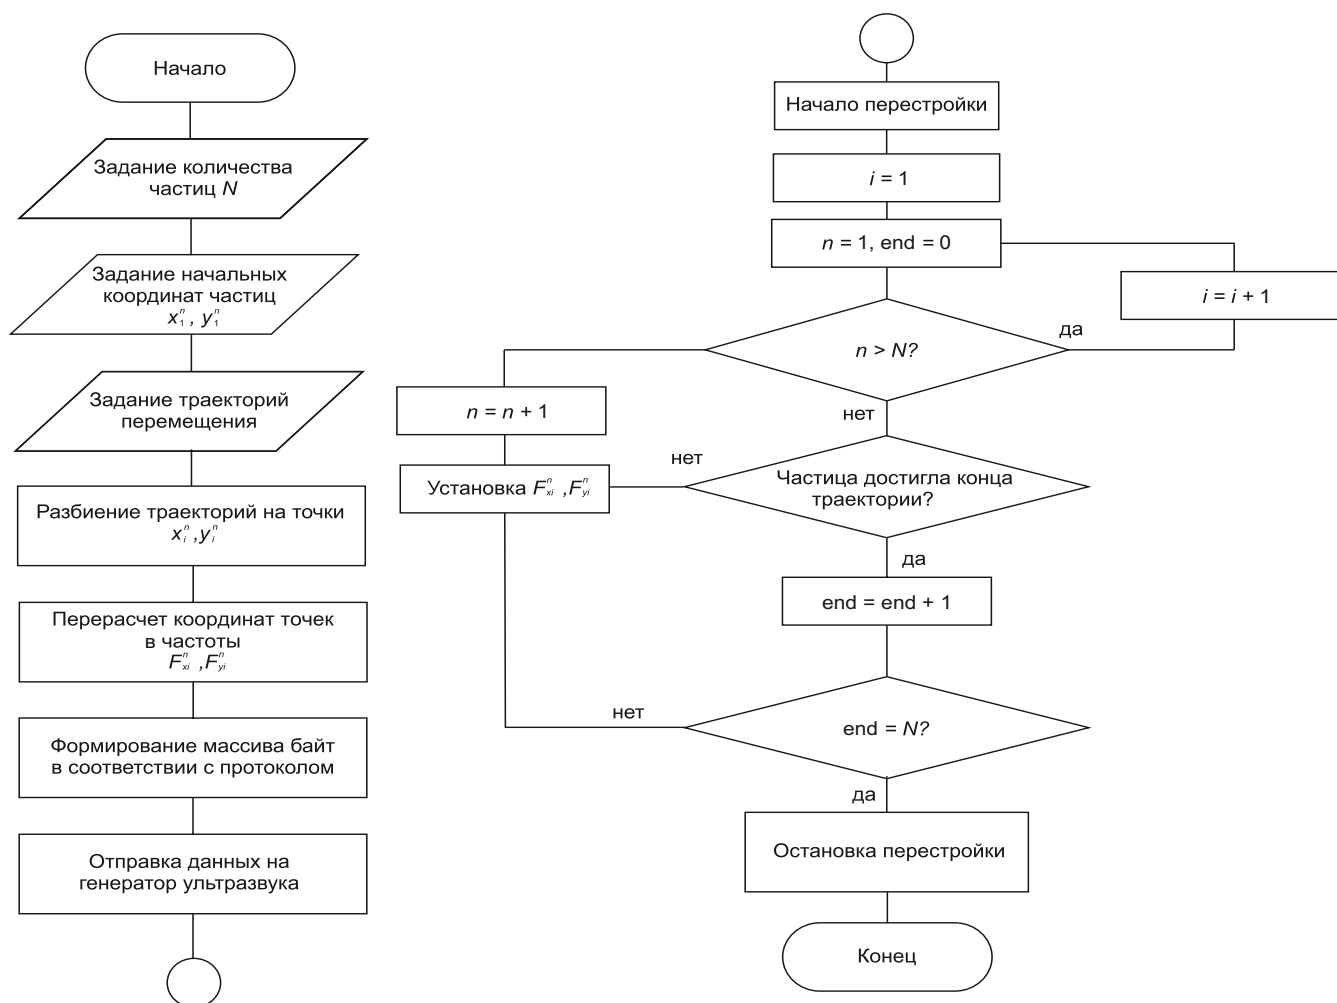 Начало
Задание количества
частиц N
Задание начальных
координат частиц
x₁ⁿ, y₁ⁿ
Задание траекторий
перемещения
Разбиение траекторий на точки
xᵢⁿ,yᵢⁿ
Перерасчет координат точек
в частоты
Fₓᵢⁿ ,Fyᵢⁿ
Формирование массива байт
в соответствии с протоколом
Отправка данных на
генератор ультразвука
Начало перестройки
i = 1
n = 1, end = 0
i = i + 1
да
n > N?
n = n + 1
нет
нет
Частица достигла конца
траектории?
Установка Fₓᵢⁿ ,Fyᵢⁿ
да
end = end + 1
нет
end = N?
да
Остановка перестройки
Конец